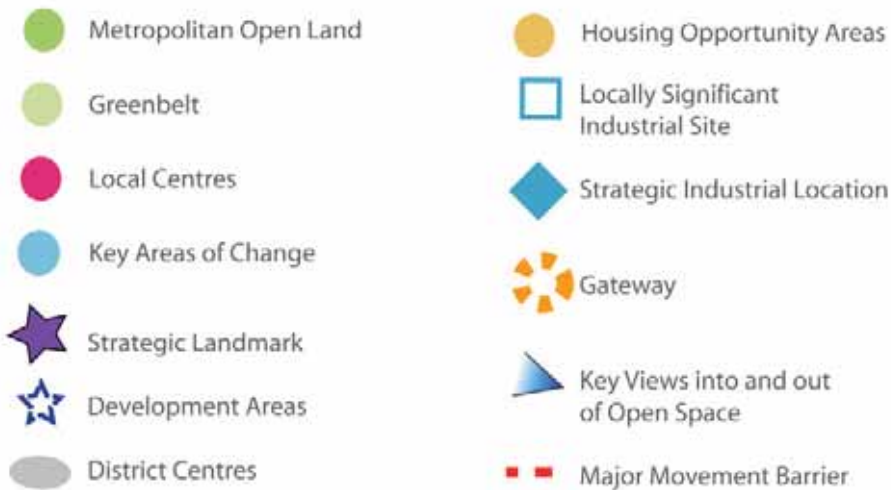 Metropolitan Open Land
Greenbelt
Local Centres
Key Areas of Change
Strategic Landmark
Development Areas
District Centres
Housing Opportunity Areas
Locally Significant
Industrial Site
Strategic Industrial Location
Gateway
Key Views into and out
of Open Space
Major Movement Barrier